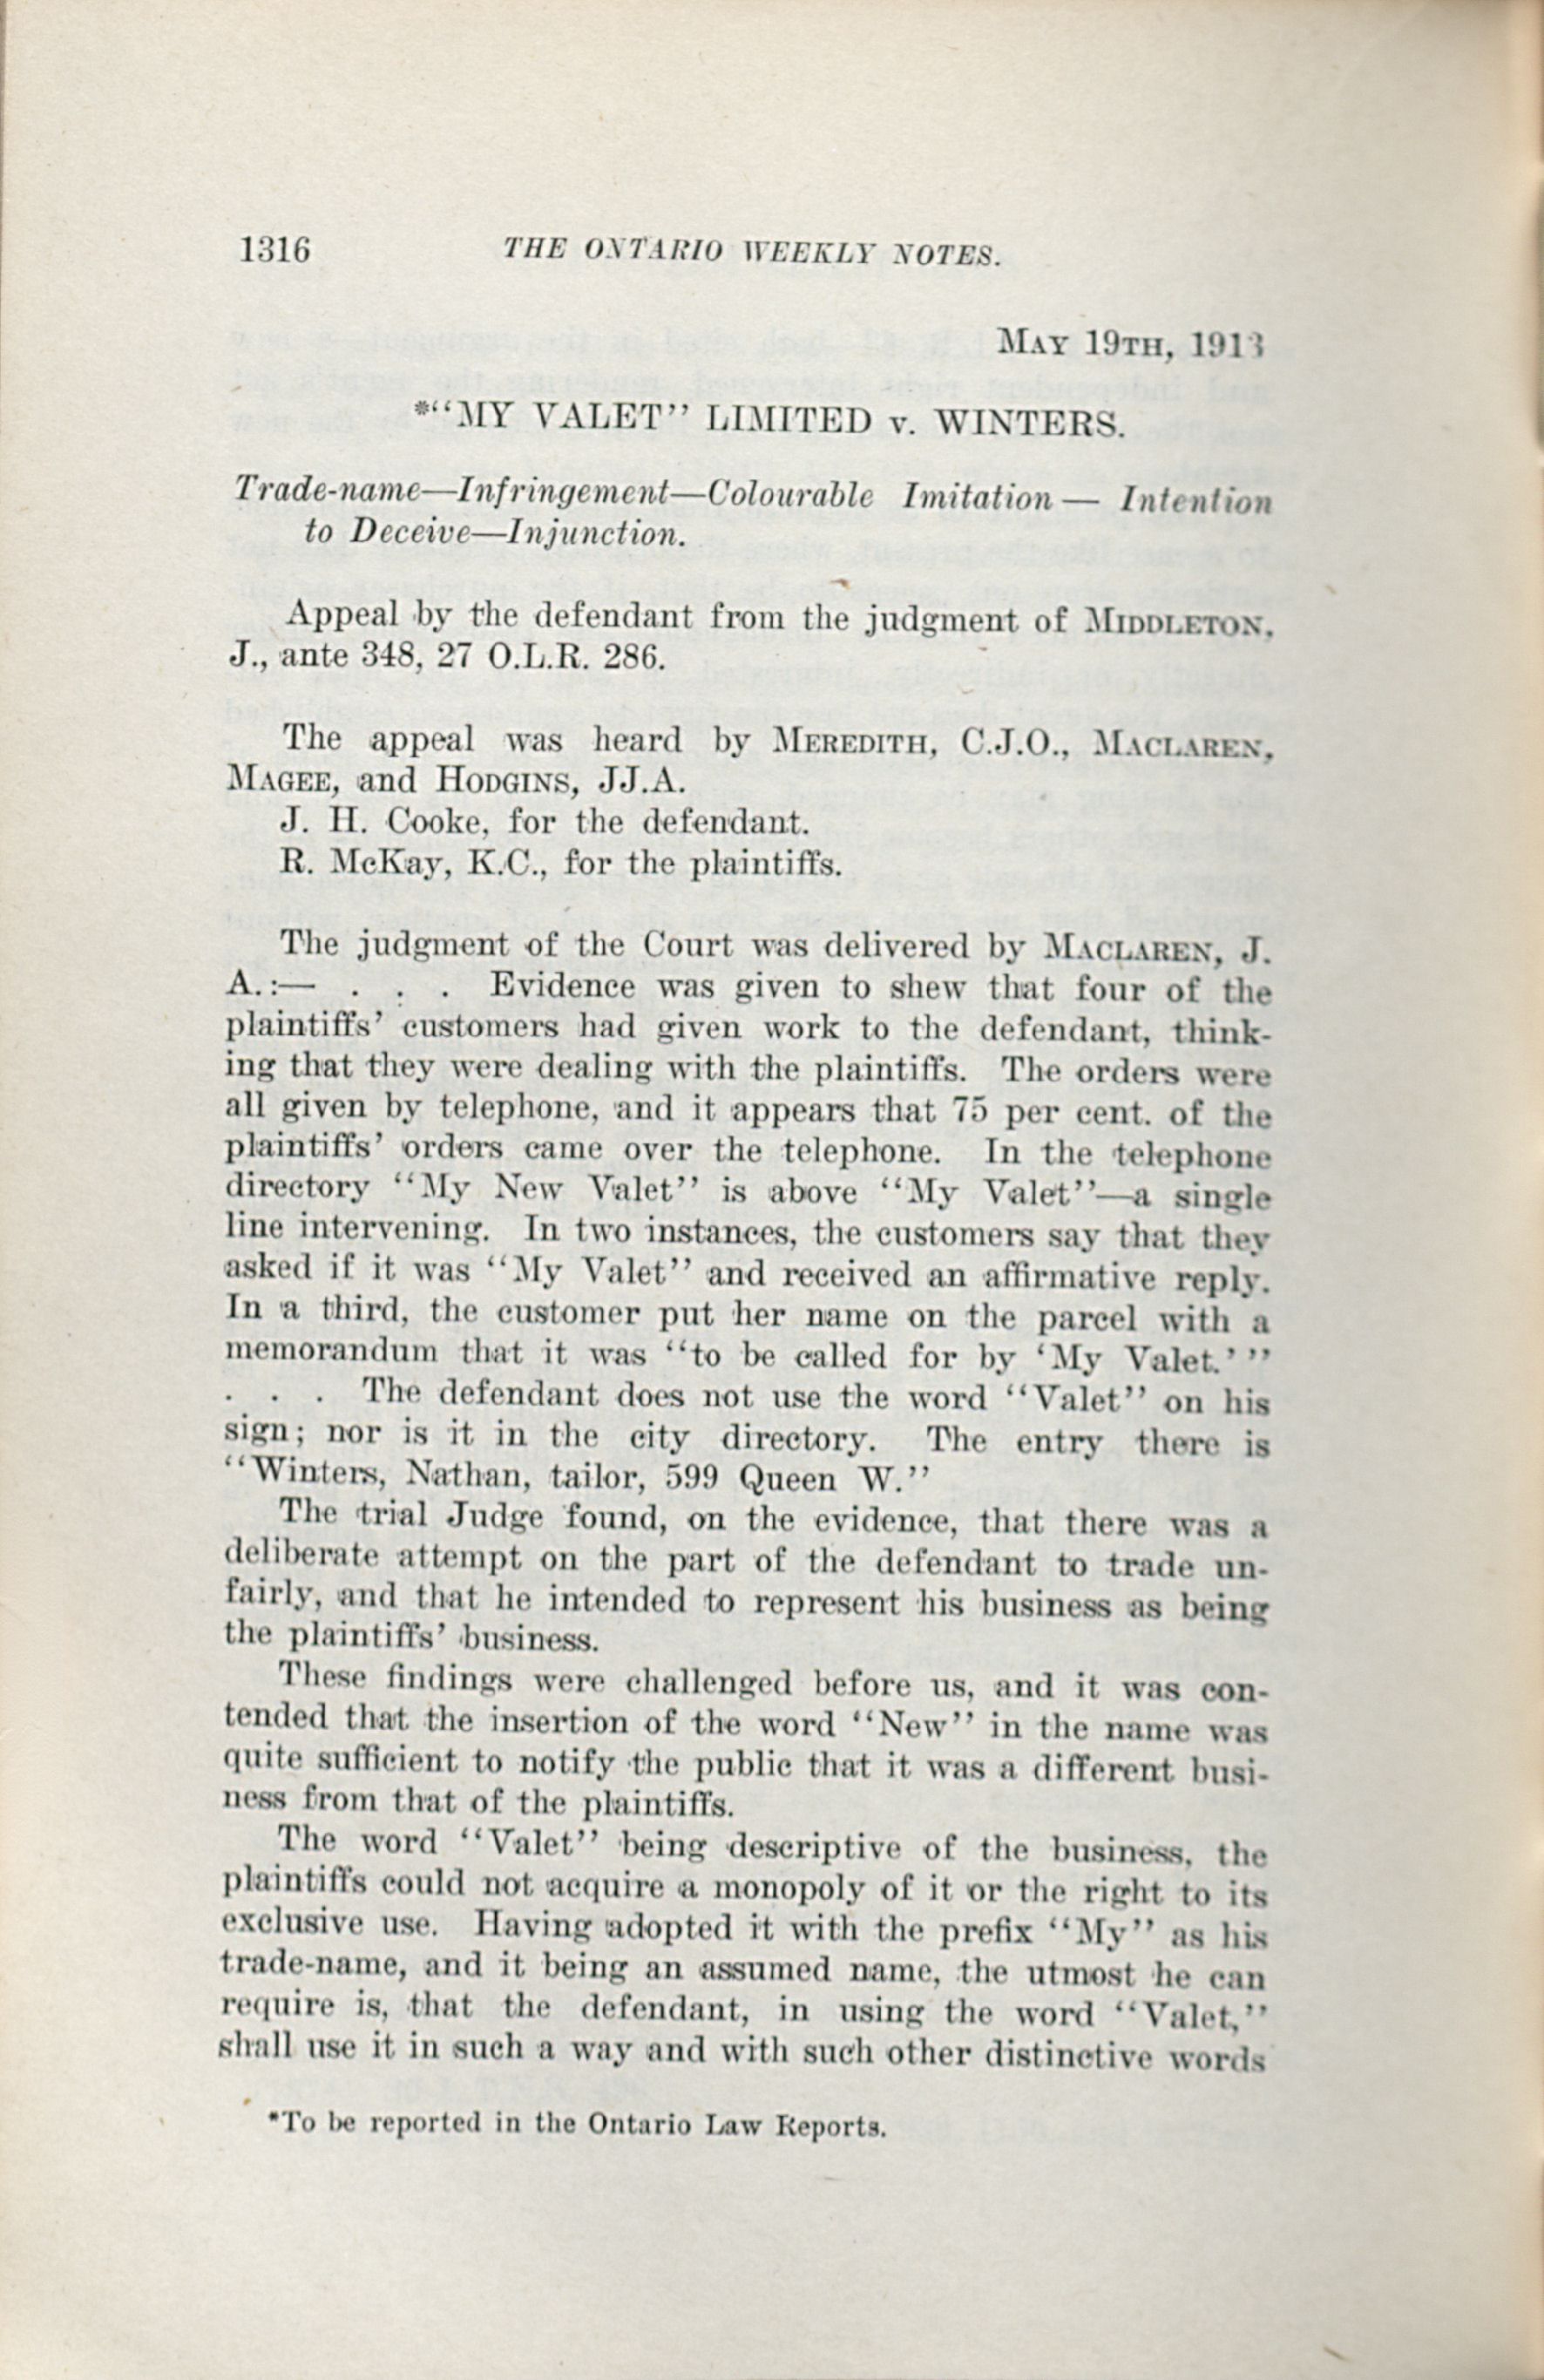 1316 THE ONTARIO WEEKLY NOTES.
MAY 19TH, 1913
*"MY VALET" LIMITED v. WINTERS.
Trade-name—Infringement—Colourable Imitation — Intention
to Deceive—Injunction.
Appeal by the defendant from the judgment of MIDDLETON,
J., ante 348, 27 O.L.R. 286.
The appeal was heard by MEREDITH, C.J.O., MACLAREN,
MAGEE, and HODGINS, JJ.A.
J. H. Cooke, for the defendant.
R. McKay, K.C., for the plaintiffs.
The judgment of the Court was delivered by MACLAREN, J.
A.:— . . . Evidence was given to shew that four of the
plaintiffs' customers had given work to the defendant, think-
ing that they were dealing with the plaintiffs. The orders were
all given by telephone, and it appears that 75 per cent. of the
plaintiffs' orders came over the telephone. In the telephone
directory "My New Valet" is above "My Valet"—a single
line intervening. In two instances, the customers say that they
asked if it was "My Valet" and received an affirmative reply.
In a third, the customer put her name on the parcel with a
memorandum that it was "to be called for by 'My Valet.' "
. . . The defendant does not use the word "Valet" on his
sign; nor is it in the city directory. The entry there is
"Winters, Nathan, tailor, 599 Queen W."
The trial Judge found, on the evidence, that there was a
deliberate attempt on the part of the defendant to trade un-
fairly, and that he intended to represent his business as being
the plaintiffs' business.
These findings were challenged before us, and it was con-
tended that the insertion of the word "New" in the name was
quite sufficient to notify the public that it was a different busi-
ness from that of the plaintiffs.
The word "Valet" being descriptive of the business, the
plaintiffs could not acquire a monopoly of it or the right to its
exclusive use. Having adopted it with the prefix "My" as his
trade-name, and it being an assumed name, the utmost he can
require is, that the defendant, in using the word "Valet,"
shall use it in such a way and with such other distinctive words
*To be reported in the Ontario Law Reports.